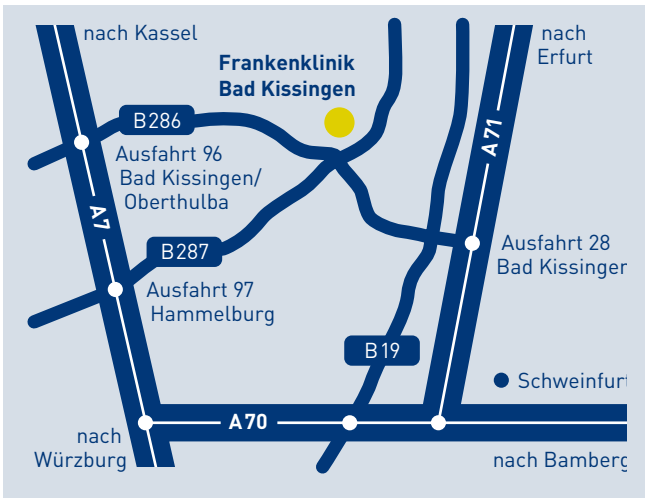 nach Kassel
nach
Erfurt
Frankenklinik
Bad Kissingen
B286
A71
Ausfahrt 96
Bad Kissingen/
Oberthulba
A7
B287
Ausfahrt 28
Bad Kissingen
Ausfahrt 97
Hammelburg
B19
Schweinfurt
A70
nach
Würzburg
nach Bamberg